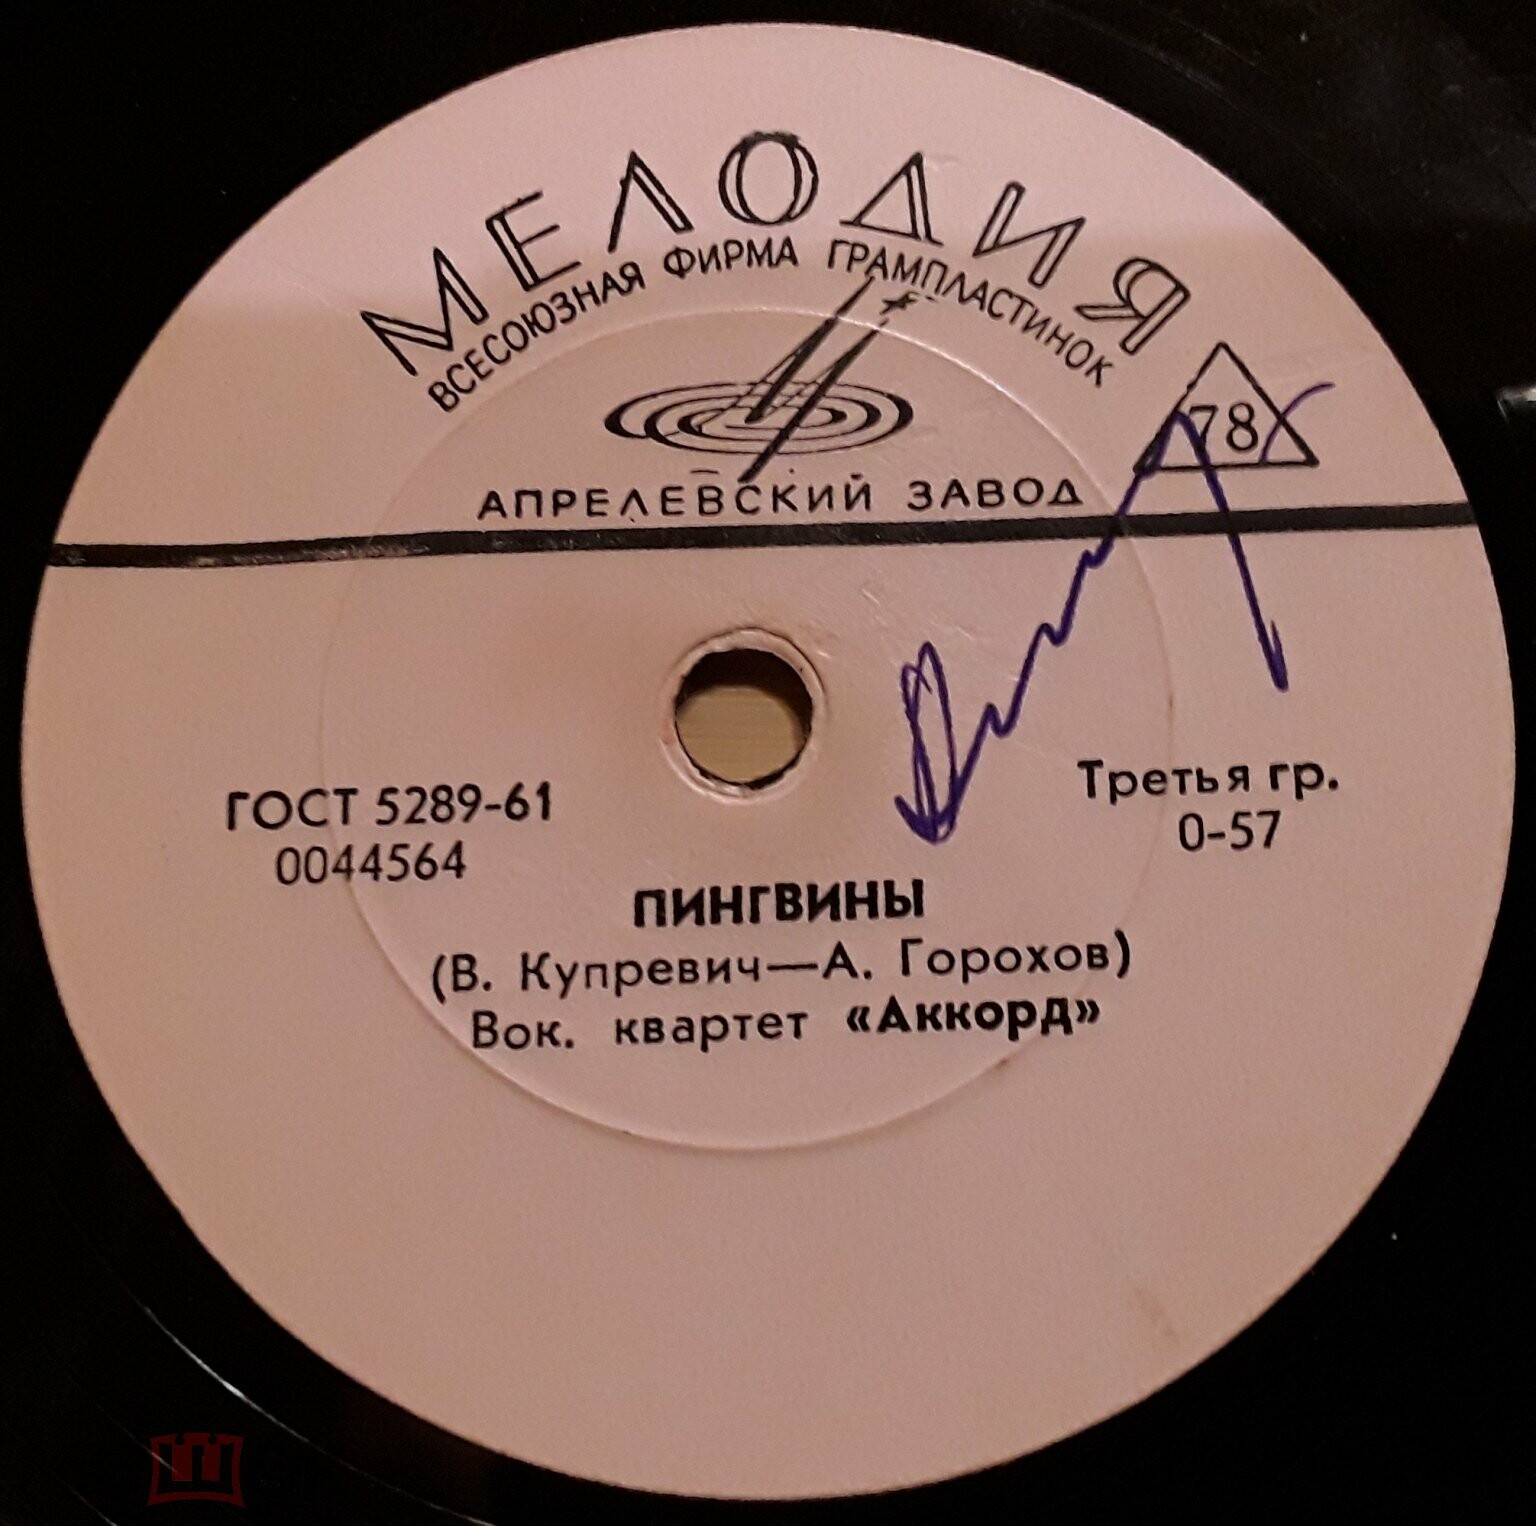 МЕЛОДИЯ
ВСЕСОЮЗНАЯ ФИРМА ГРАМПЛАСТИНОК
78
АПРЕЛЕВСКИЙ ЗАВОД
ГОСТ 5289-61
0044564
Третья гр.
0-57
ПИНГВИНЫ
(В. Купревич—А. Горохов)
Вок. квартет «Аккорд»